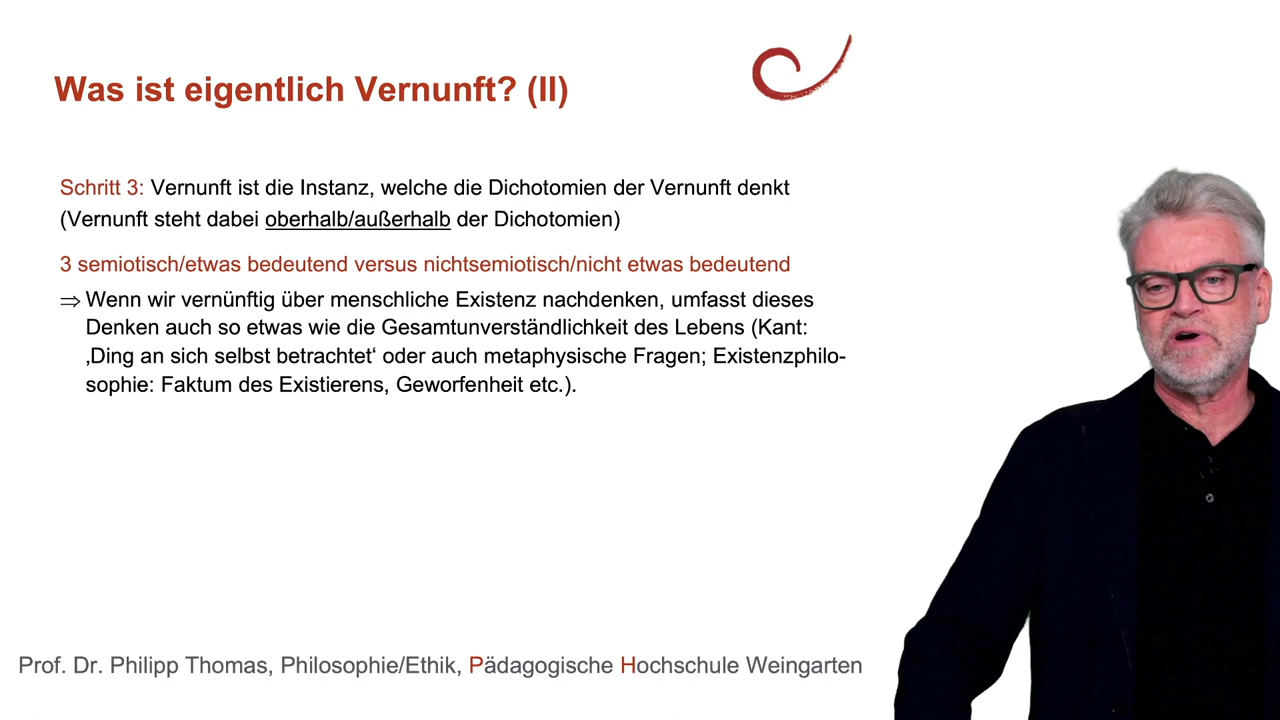 Was ist eigentlich Vernunft? (II)
Schritt 3: Vernunft ist die Instanz, welche die Dichotomien der Vernunft denkt
(Vernunft steht dabei oberhalb/außerhalb der Dichotomien)
3 semiotisch/etwas bedeutend versus nichtsemiotisch/nicht etwas bedeutend
⇒ Wenn wir vernünftig über menschliche Existenz nachdenken, umfasst dieses
Denken auch so etwas wie die Gesamtunverständlichkeit des Lebens (Kant:
‚Ding an sich selbst betrachtet‘ oder auch metaphysische Fragen; Existenzphilo-
sophie: Faktum des Existierens, Geworfenheit etc.).
Prof. Dr. Philipp Thomas, Philosophie/Ethik, Pädagogische Hochschule Weingarten